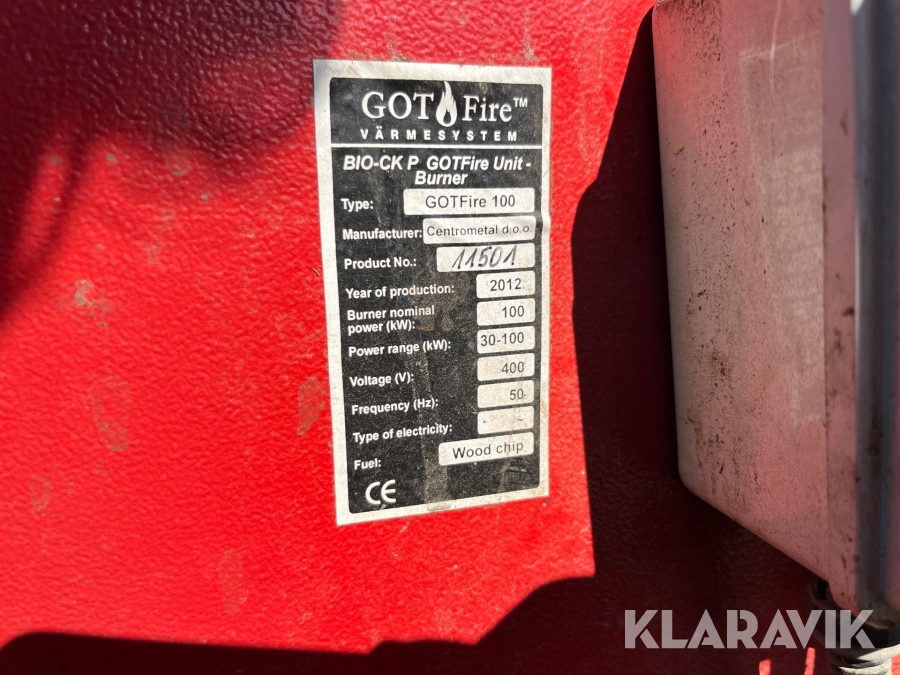 GOT Fire™
VÄRMESYSTEM
BIO-CK P GOTFire Unit -
Burner
Type: GOTFire 100
Manufacturer: Centrometal d.o.o.
Product No.: 11501
Year of production: 2012.
Burner nominal
power (kW): 100
Power range (kW): 30-100
Voltage (V): 400
Frequency (Hz): 50
Type of electricity: ~
Fuel: Wood chip
CE
KLARAVIK